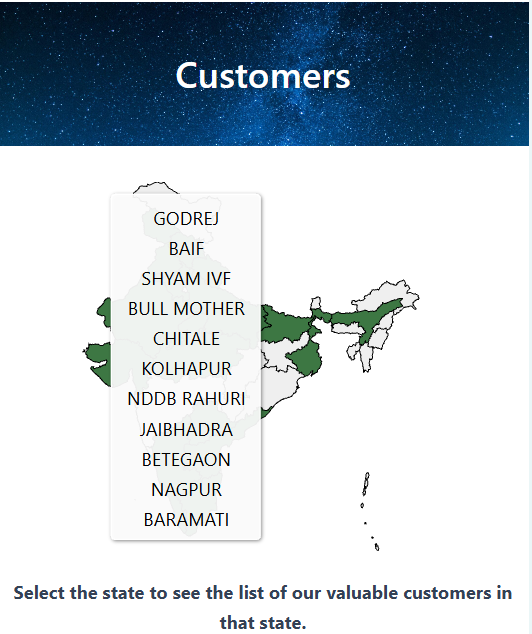 Customers
GODREJ
BAIF
SHYAM IVF
BULL MOTHER
CHITALE
KOLHAPUR
NDDB RAHURI
JAIBHADRA
BETEGAON
NAGPUR
BARAMATI
Select the state to see the list of our valuable customers in
that state.